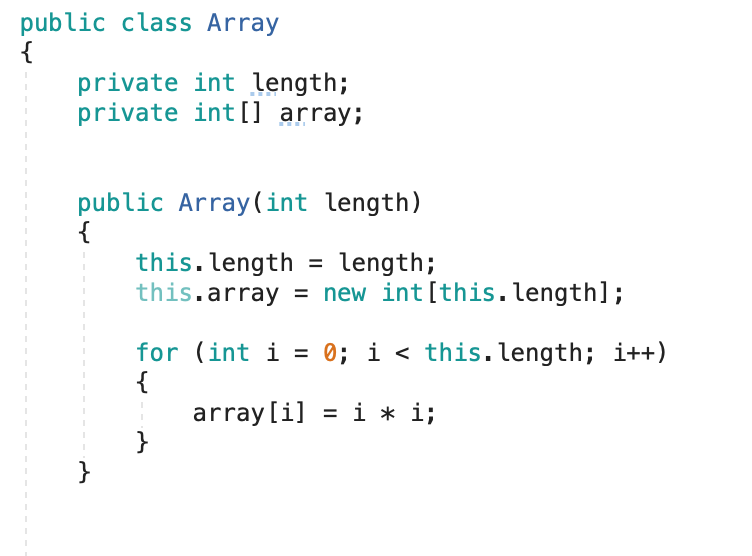 public class Array
{
    private int length;
    private int[] array;
    public Array(int length)
    {
        this.length = length;
        this.array = new int[this.length];
        for (int i = 0; i < this.length; i++)
        {
            array[i] = i * i;
        }
    }